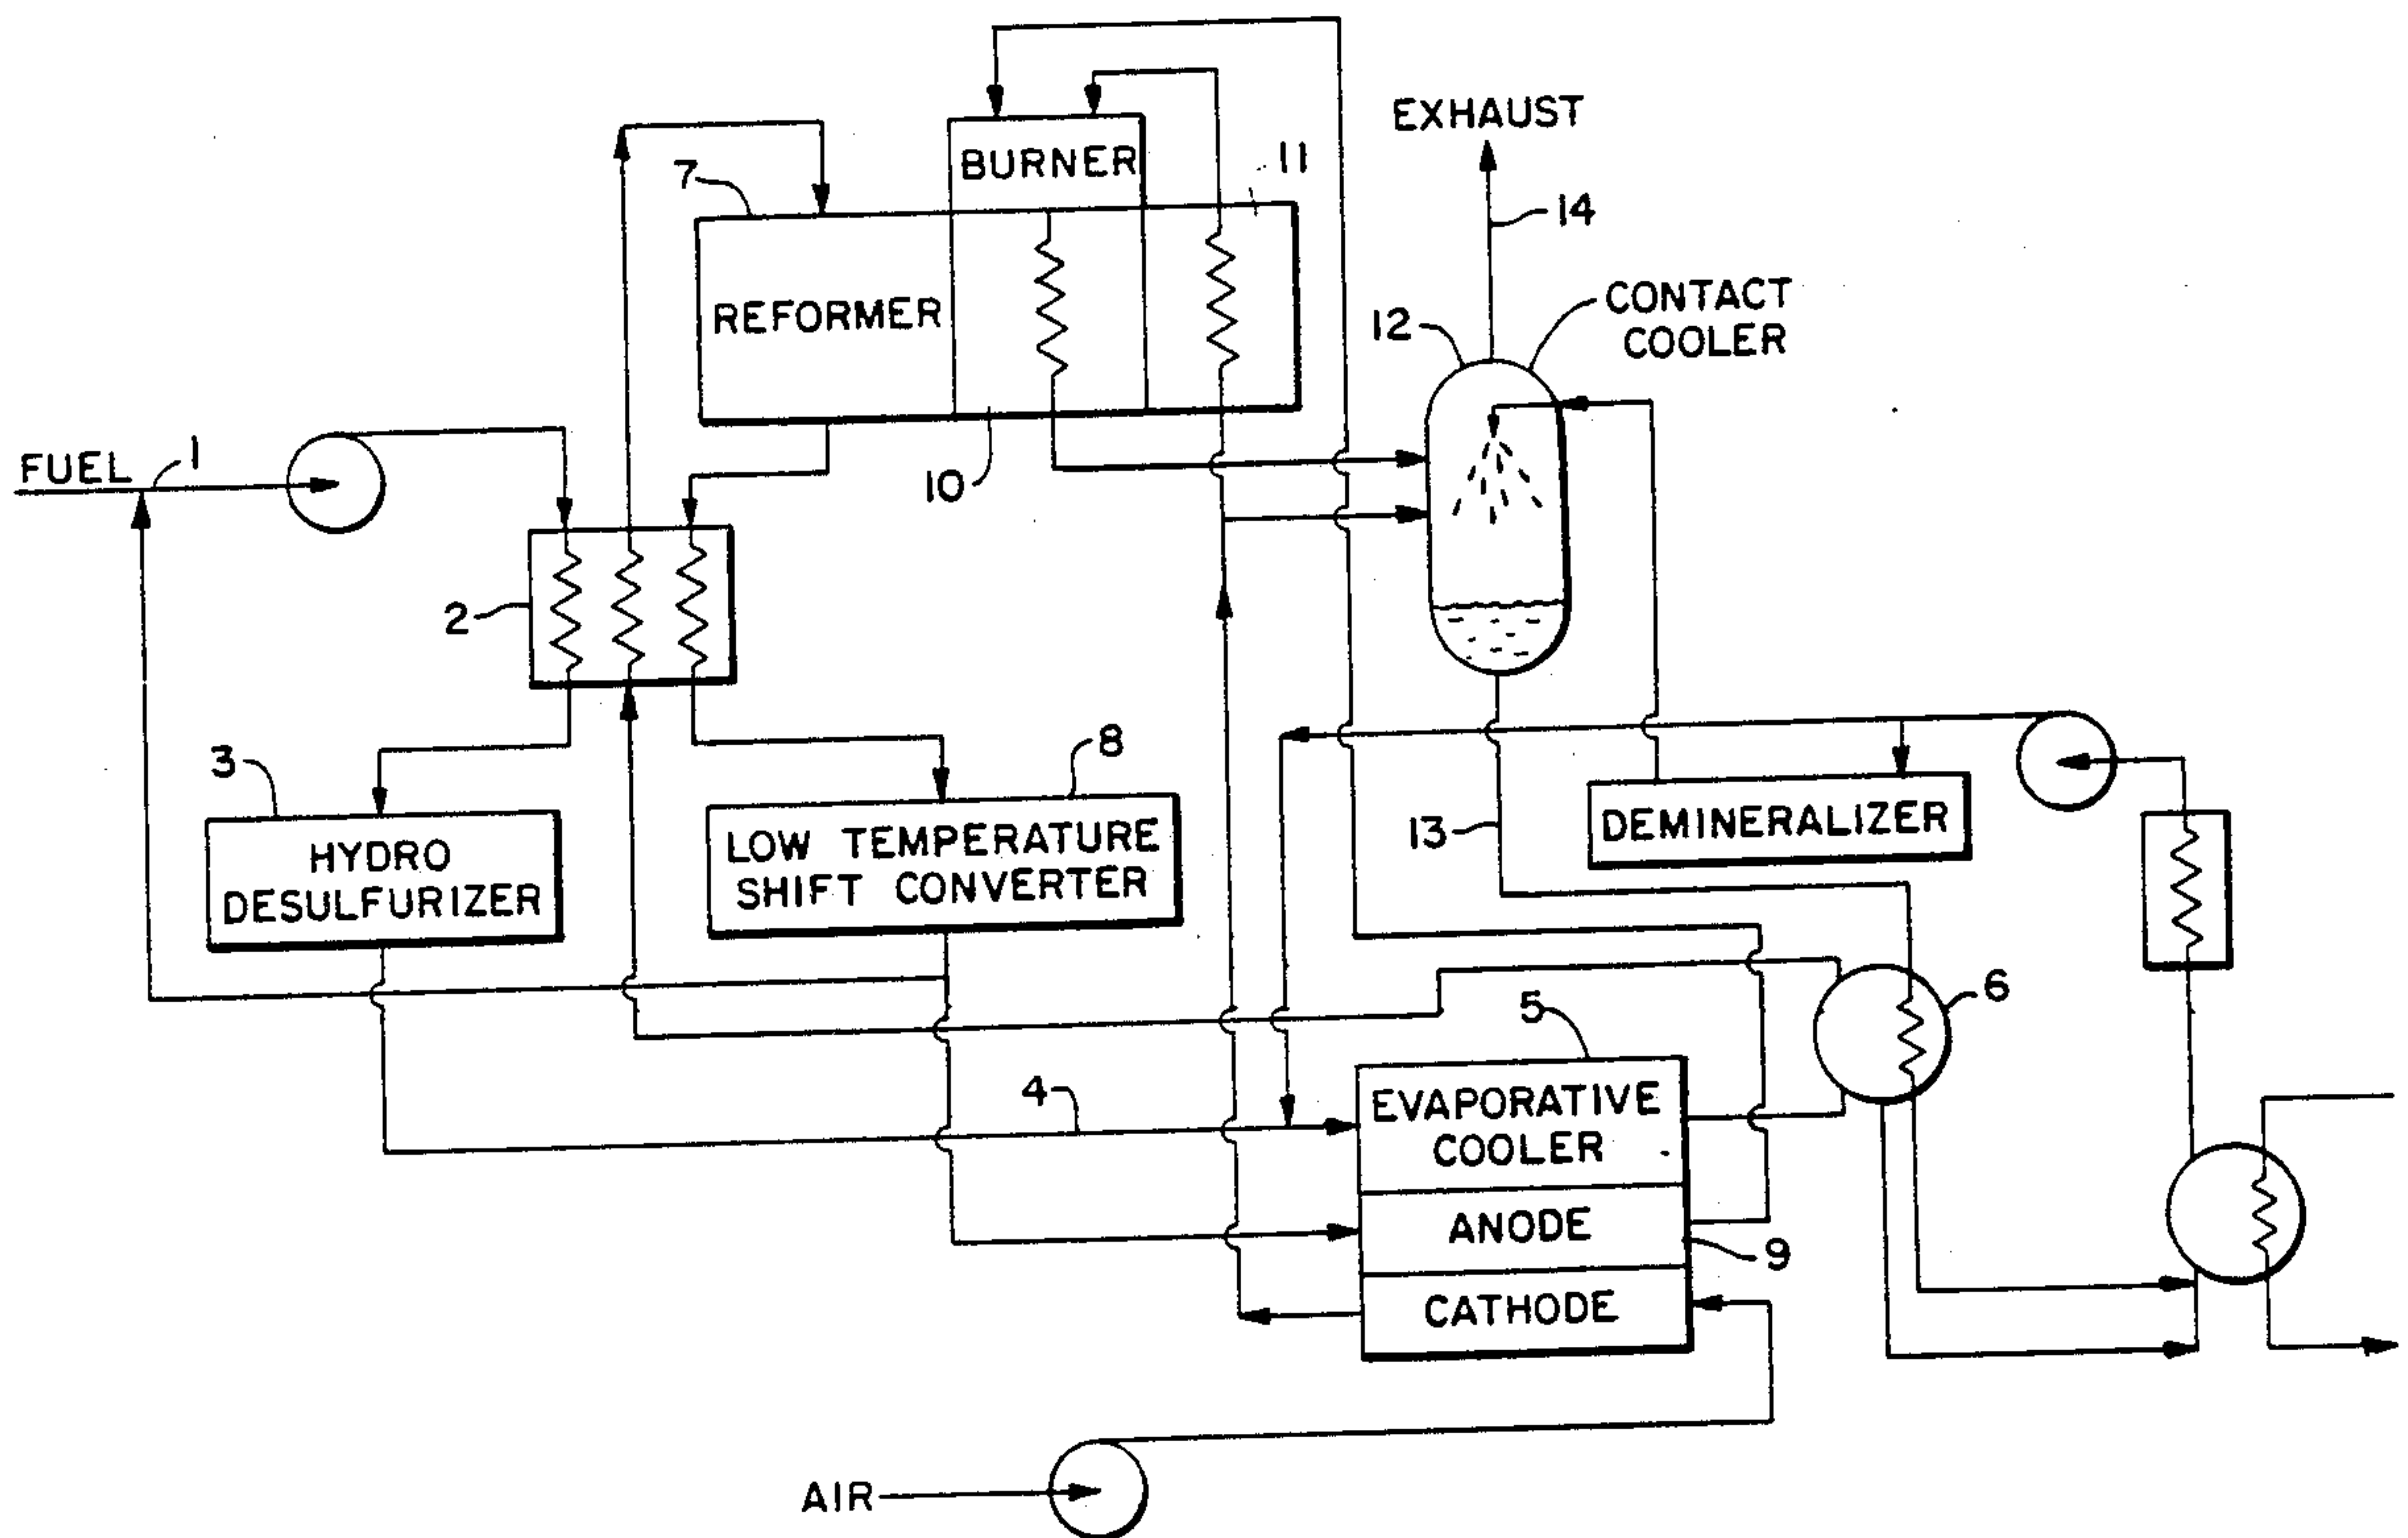 EXHAUST
BURNER
11
7
14
CONTACT
COOLER
12
REFORMER
FUEL
1
10
2
3
8
HYDRO
DESULFURIZER
LOW TEMPERATURE
SHIFT CONVERTER
13
DEMINERALIZER
6
5
4
EVAPORATIVE
COOLER
ANODE
9
CATHODE
AIR